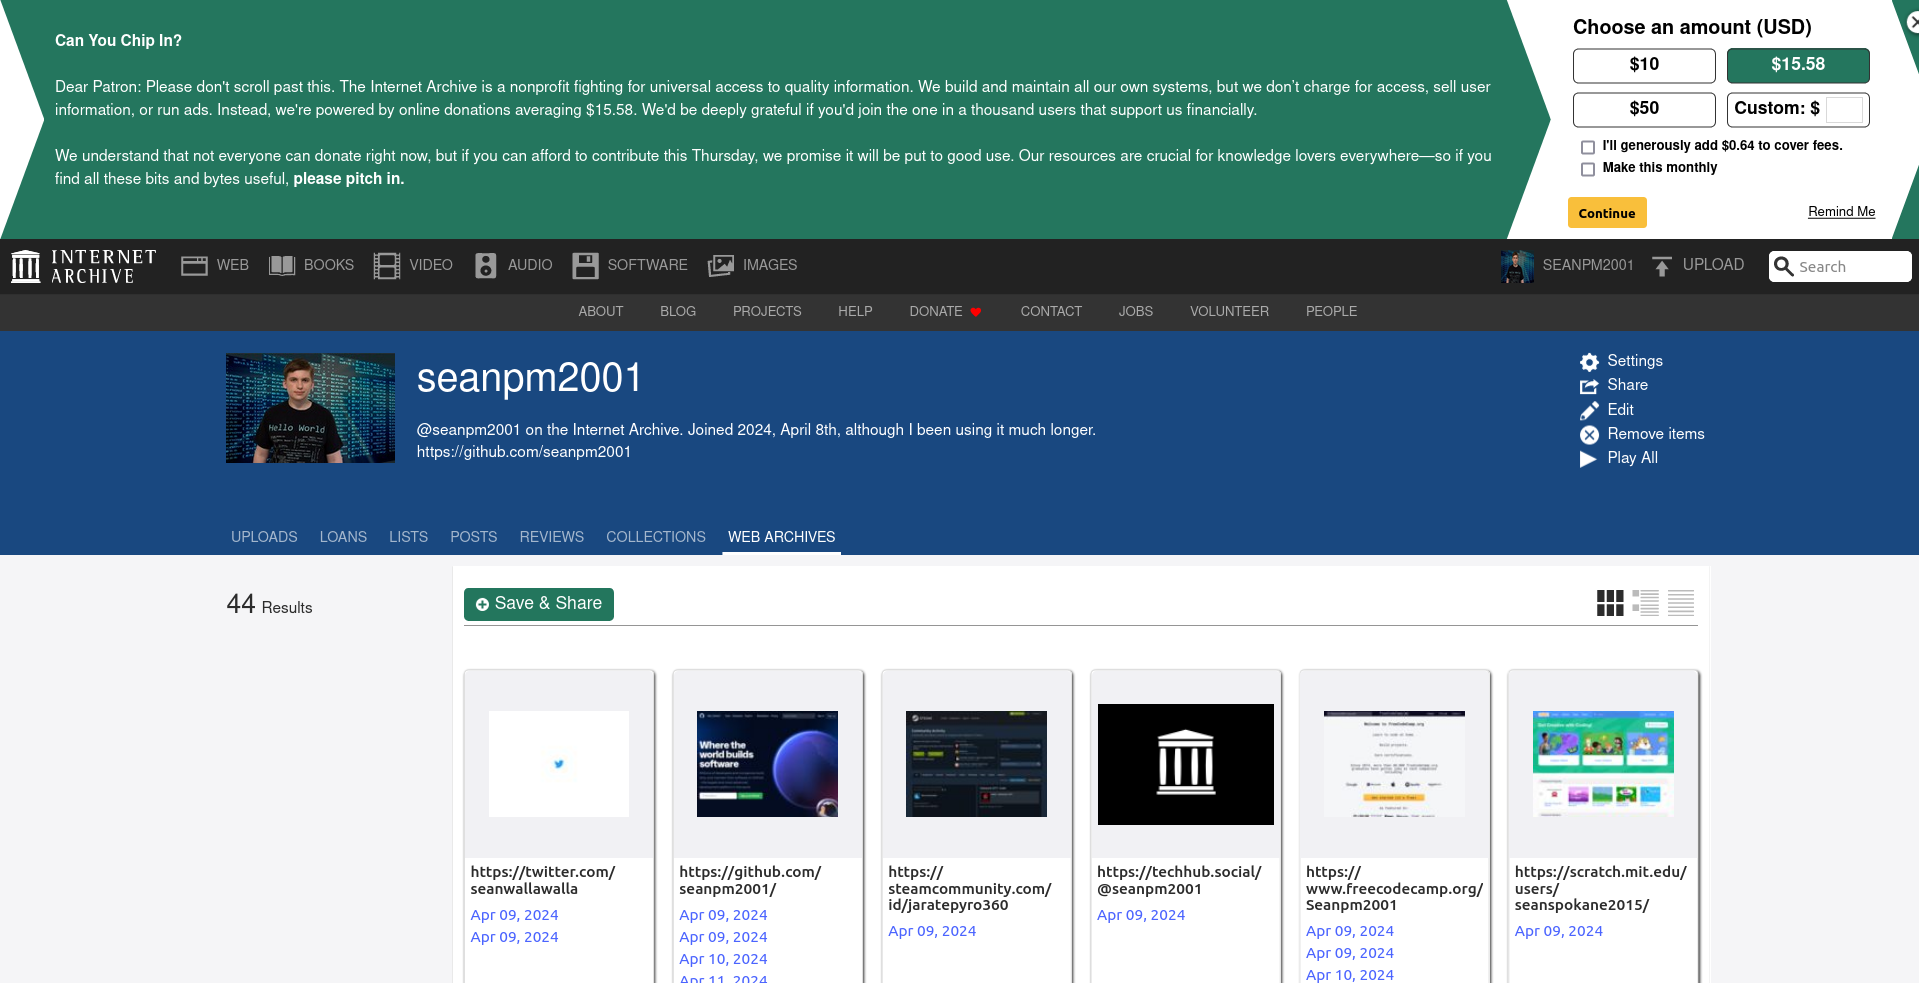 Can You Chip In?
Dear Patron: Please don't scroll past this. The Internet Archive is a nonprofit fighting for universal access to quality information. We build and maintain all our own systems, but we don’t charge for access, sell user
information, or run ads. Instead, we're powered by online donations averaging $15.58. We'd be deeply grateful if you'd join the one in a thousand users that support us financially.
We understand that not everyone can donate right now, but if you can afford to contribute this Thursday, we promise it will be put to good use. Our resources are crucial for knowledge lovers everywhere—so if you
find all these bits and bytes useful, please pitch in.
Choose an amount (USD)
$10 $15.58
$50 Custom: $
I'll generously add $0.64 to cover fees.
Make this monthly
Continue Remind Me
INTERNET
ARCHIVE
WEB BOOKS VIDEO AUDIO SOFTWARE IMAGES SEANPM2001 UPLOAD Search
ABOUT BLOG PROJECTS HELP DONATE CONTACT JOBS VOLUNTEER PEOPLE
Hello World
seanpm2001
@seanpm2001 on the Internet Archive. Joined 2024, April 8th, although I been using it much longer.
https://github.com/seanpm2001
Settings
Share
Edit
Remove items
Play All
UPLOADS LOANS LISTS POSTS REVIEWS COLLECTIONS WEB ARCHIVES
44 Results
Save & Share
https://twitter.com/
seanwallawalla
Apr 09, 2024
Apr 09, 2024
Where the
world builds
software
https://github.com/
seanpm2001/
Apr 09, 2024
Apr 09, 2024
Apr 10, 2024
Apr 11, 2024
https://
steamcommunity.com/
id/jaratepyro360
Apr 09, 2024
https://techhub.social/
@seanpm2001
Apr 09, 2024
https://
www.freecodecamp.org/
Seanpm2001
Apr 09, 2024
Apr 09, 2024
Apr 10, 2024
https://scratch.mit.edu/
users/
seanspokane2015/
Apr 09, 2024